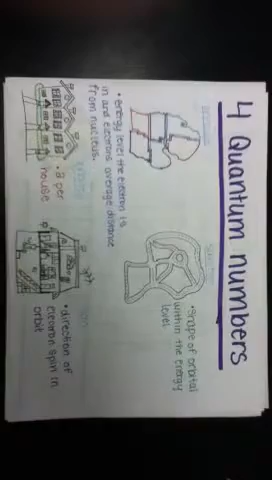 4 Quantum numbers
• energy level the electron is
in and electrons average distance
from nucleus.
• shape of orbital
within the energy
level
• 2 per
house
• direction of
electron spin in
orbit